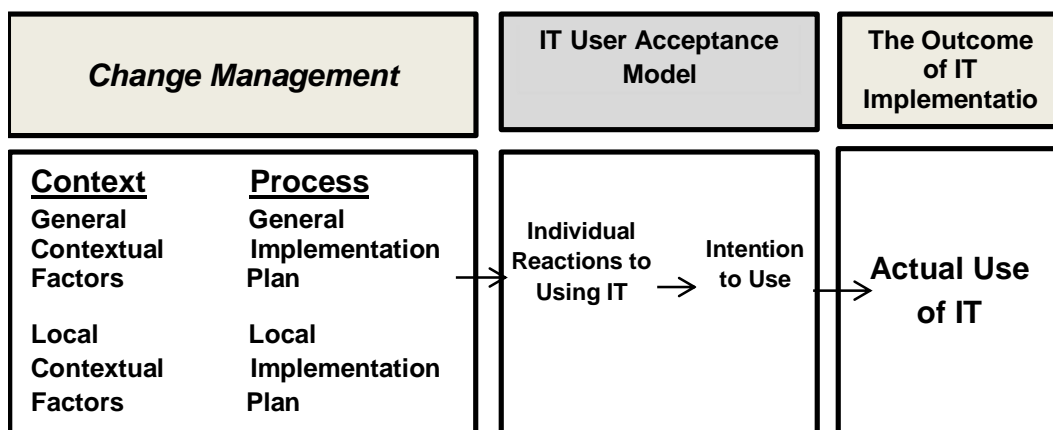 Change Management
IT User Acceptance
Model
The Outcome
of IT
Implementatio
Context
General
Contextual
Factors
Local
Contextual
Factors
Process
General
Implementation
Plan
Local
Implementation
Plan
Individual
Reactions to
Using IT
Intention
to Use
Actual Use
of IT